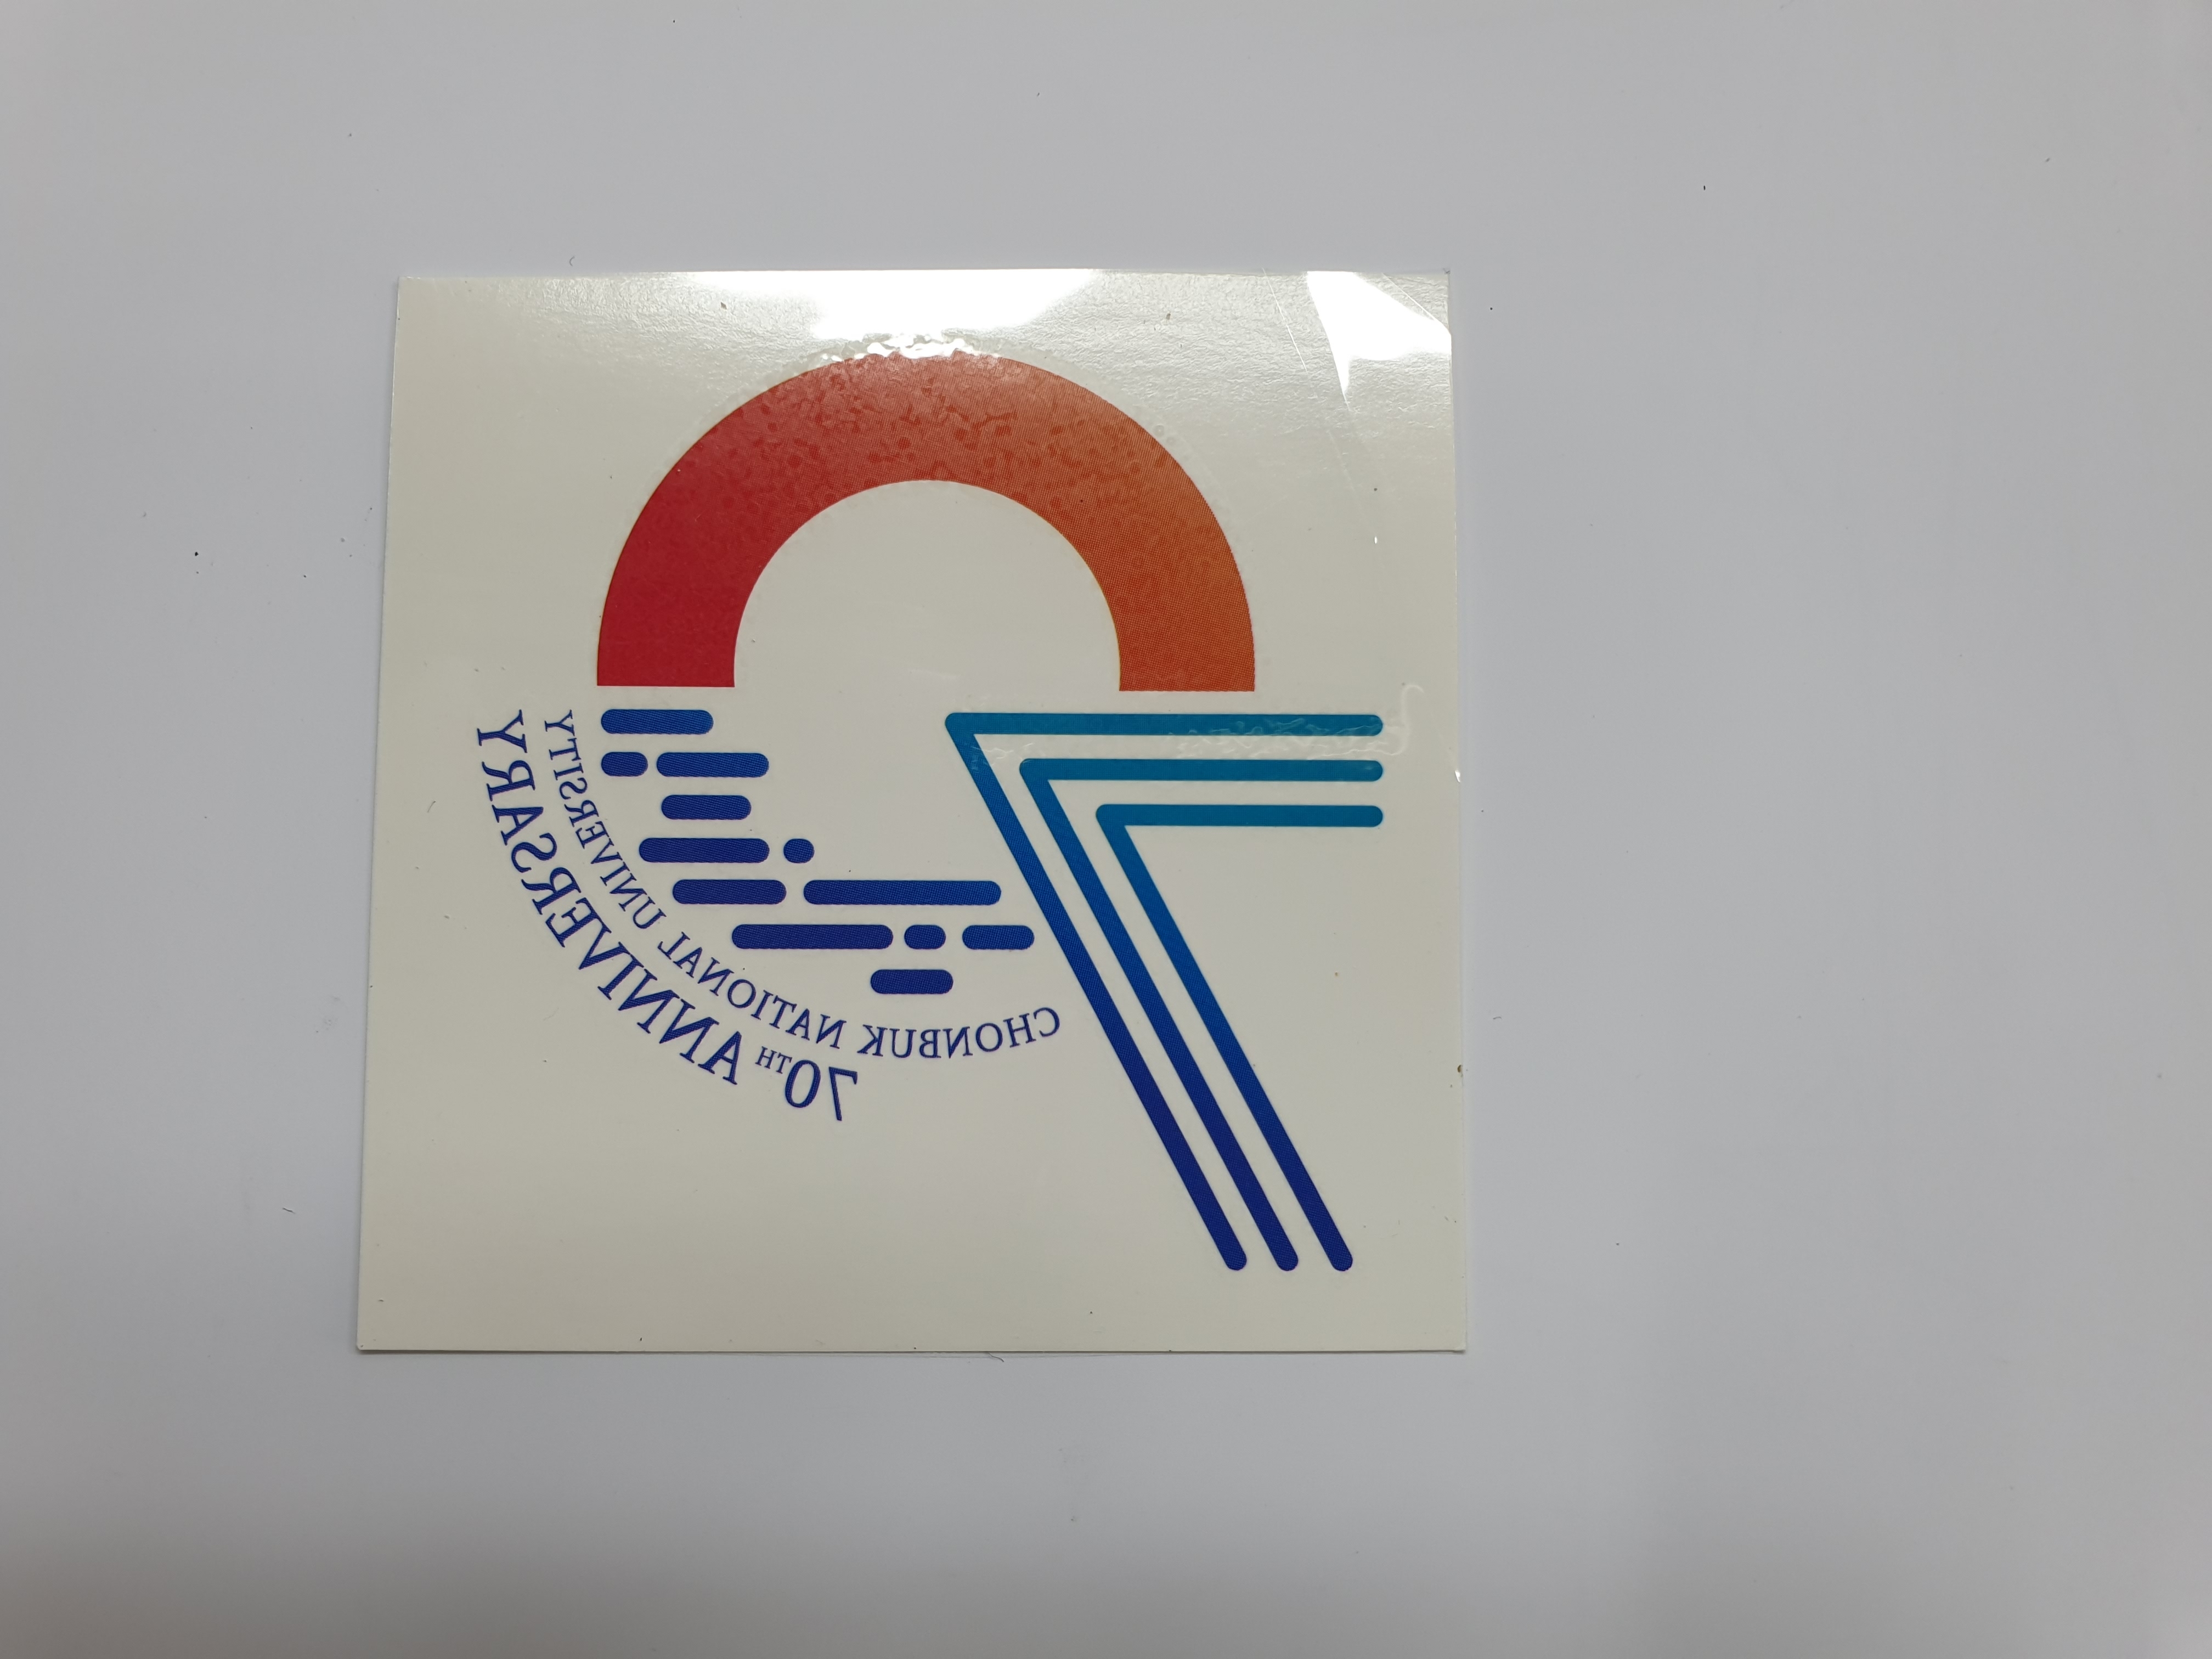 CHONBUK NATIONAL UNIVERSITY
70TH ANNIVERSARY